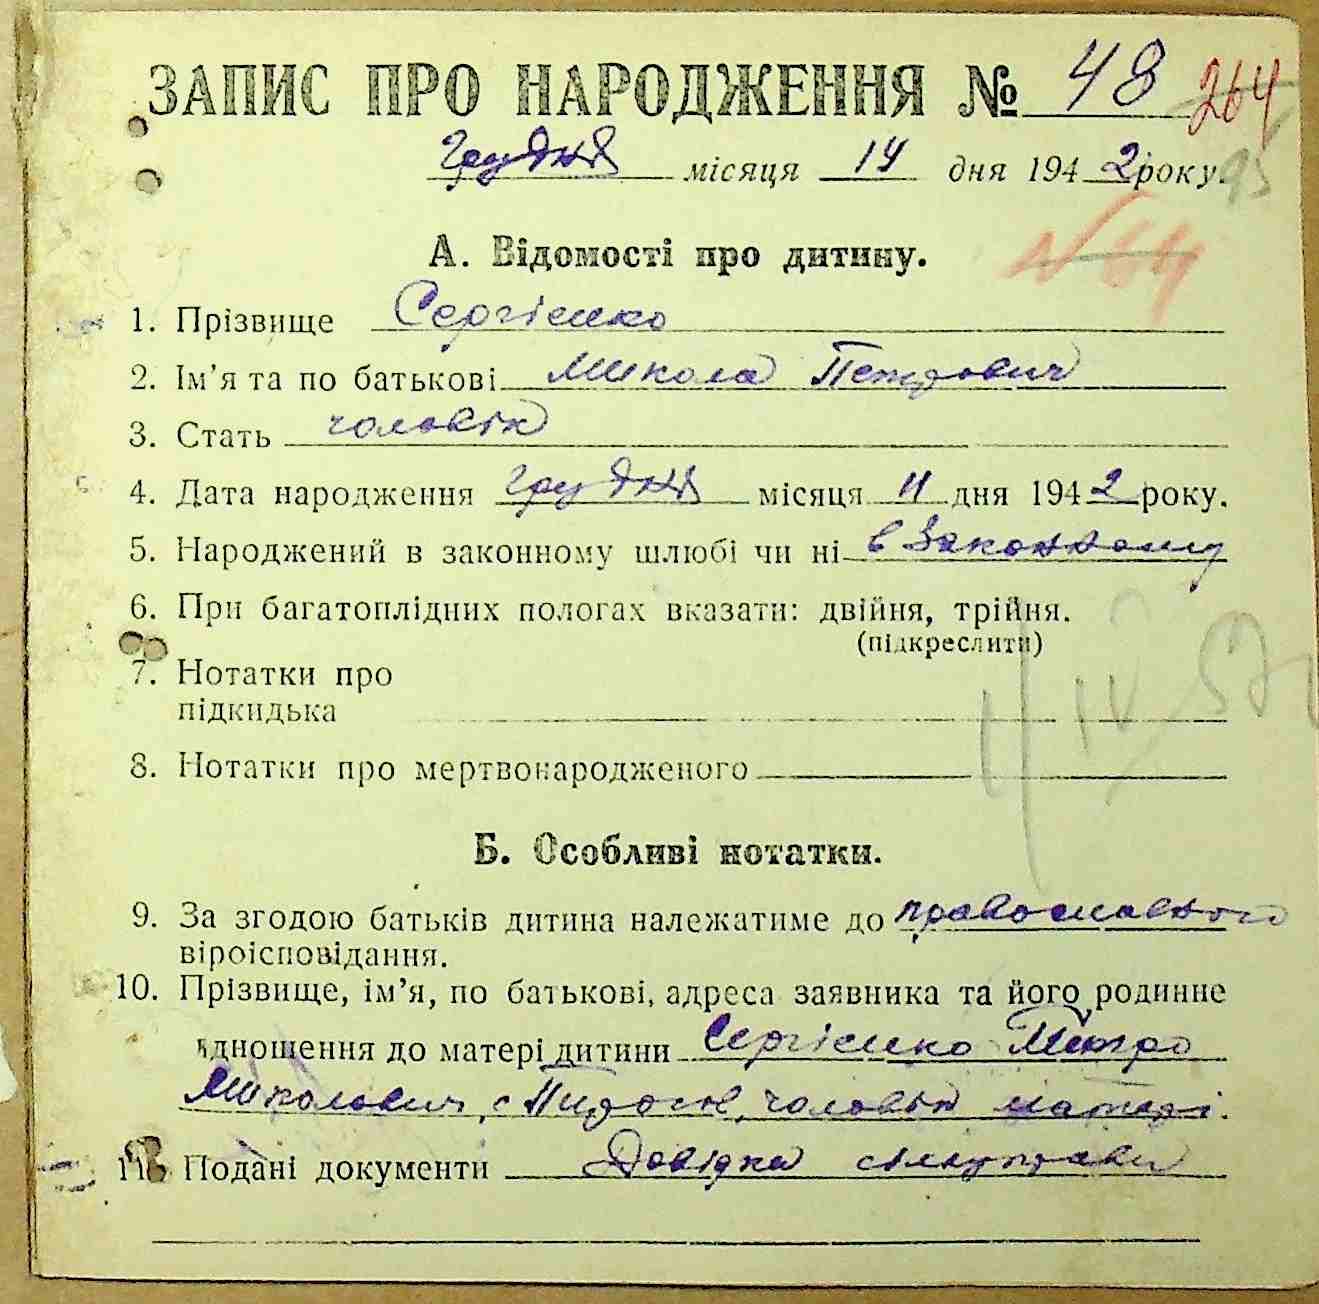 ЗАПИС ПРО НАРОДЖЕННЯ № 48 264
грудня місяця 14 дня 1942 року. 95
А. Відомості про дитину. №64
1. Прізвище Сергієнко
2. Ім’я та по батькові Микола Петрович
3. Стать чоловік
4. Дата народження грудня місяця 11 дня 1942 року.
5. Народжений в законному шлюбі чи ні в законному
6. При багатоплідних пологах вказати: двійня, трійня.
(підкреслити)
7. Нотатки про
підкидька
8. Нотатки про мертвонародженого
Б. Особливі нотатки.
9. За згодою батьків дитина належатиме до православного
віроісповідання.
10. Прізвище, ім’я, по батькові, адреса заявника та його родинне
відношення до матері дитини Сергієнко Петро
Миколович, с. чоловік матері.
11. Подані документи Довідка сільуправи